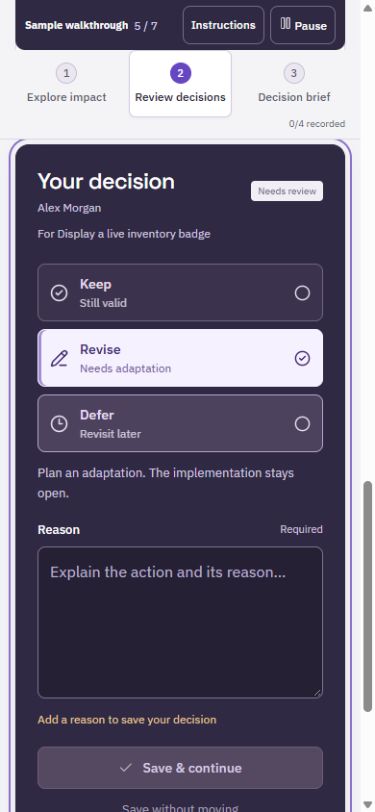 Sample walkthrough 5 / 7
Instructions
Pause
1
Explore impact
2
Review decisions
3
Decision brief
0/4 recorded
Your decision
Needs review
Alex Morgan
For Display a live inventory badge
Keep
Still valid
Revise
Needs adaptation
Defer
Revisit later
Plan an adaptation. The implementation stays
open.
Reason
Required
Explain the action and its reason...
Add a reason to save your decision
Save & continue
Save without moving